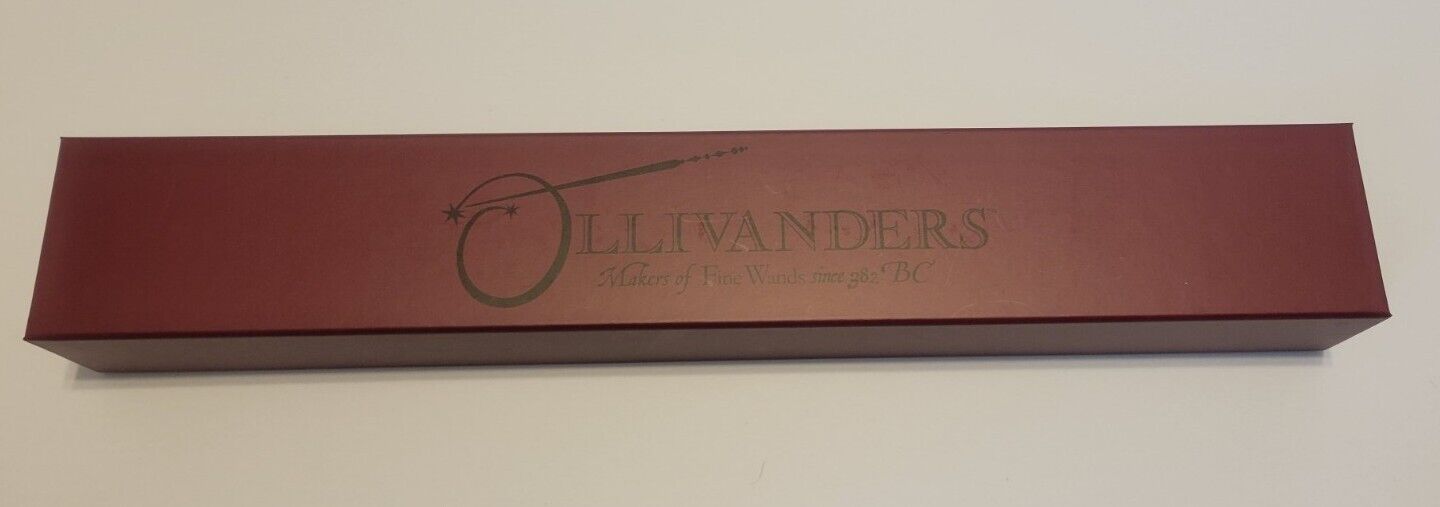 OLLIVANDERS
Makers of Fine Wands since 382 BC